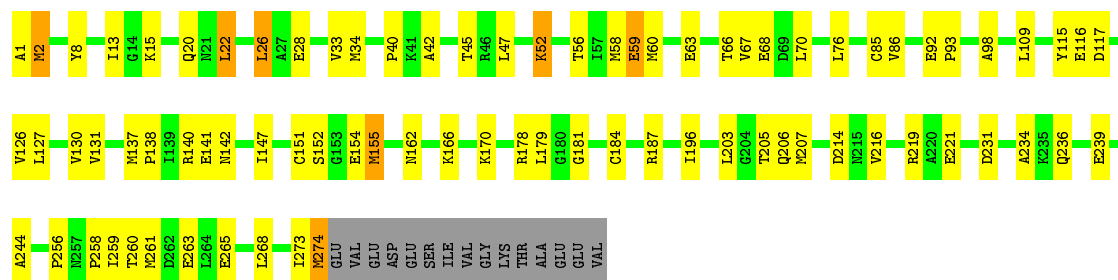 A1 M2 Y8 I13 G14 K15 Q20 N21 L22 L26 A27 E28 V33 M34 P40 K41 A42 T45 R46 L47 K52 T56 I57 M58 E59 M60 E63 T66 V67 E68 D69 L70 L76 C85 V86 E92 P93 A98 L109 Y115 E116 D117
V126 L127 V130 V131 M137 P138 I139 R140 E141 N142 I147 C151 S152 G153 E154 M155 N162 K166 K170 R178 L179 G180 G181 C184 R187 I196 L203 G204 T205 Q206 M207 D214 N215 V216 R219 A220 E221 D231 A234 K235 Q236 E239
A244 P256 N257 P258 I259 T260 M261 D262 E263 L264 E265 L268 I273 M274 GLU VAL GLU ASP GLU SER ILE VAL GLY LYS THR ALA GLU GLU VAL